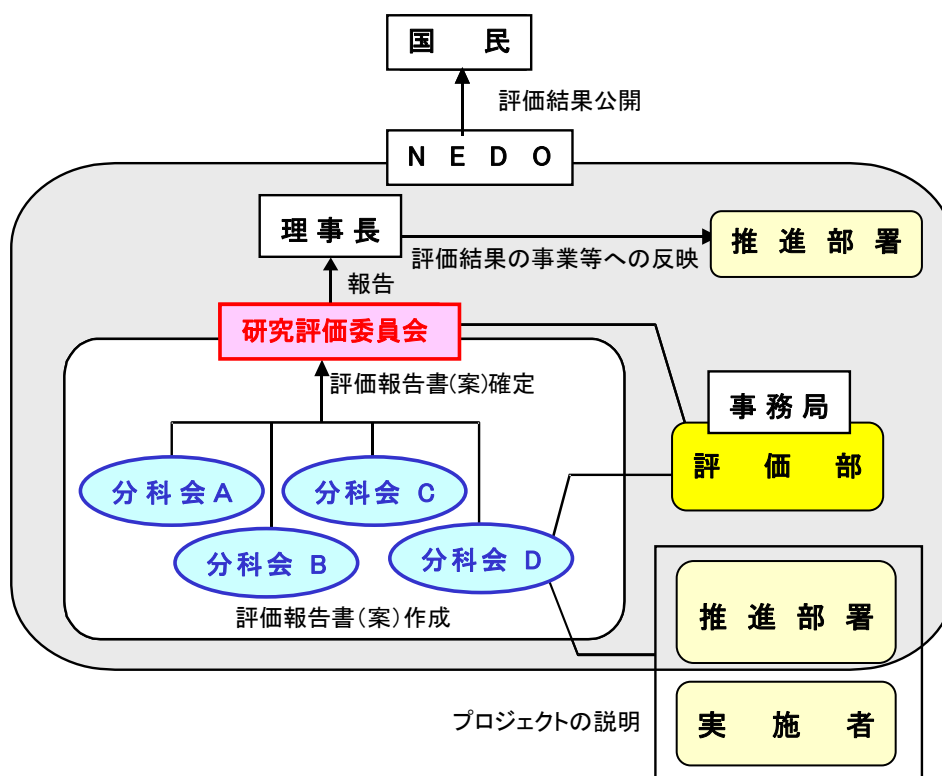 国 民
評価結果公開
N E D O
理事長
評価結果の事業等への反映
推進部署
報告
研究評価委員会
評価報告書(案)確定
事務局
評価部
分科会A
分科会 C
分科会 B
分科会 D
評価報告書(案)作成
推進部署
プロジェクトの説明
実施者